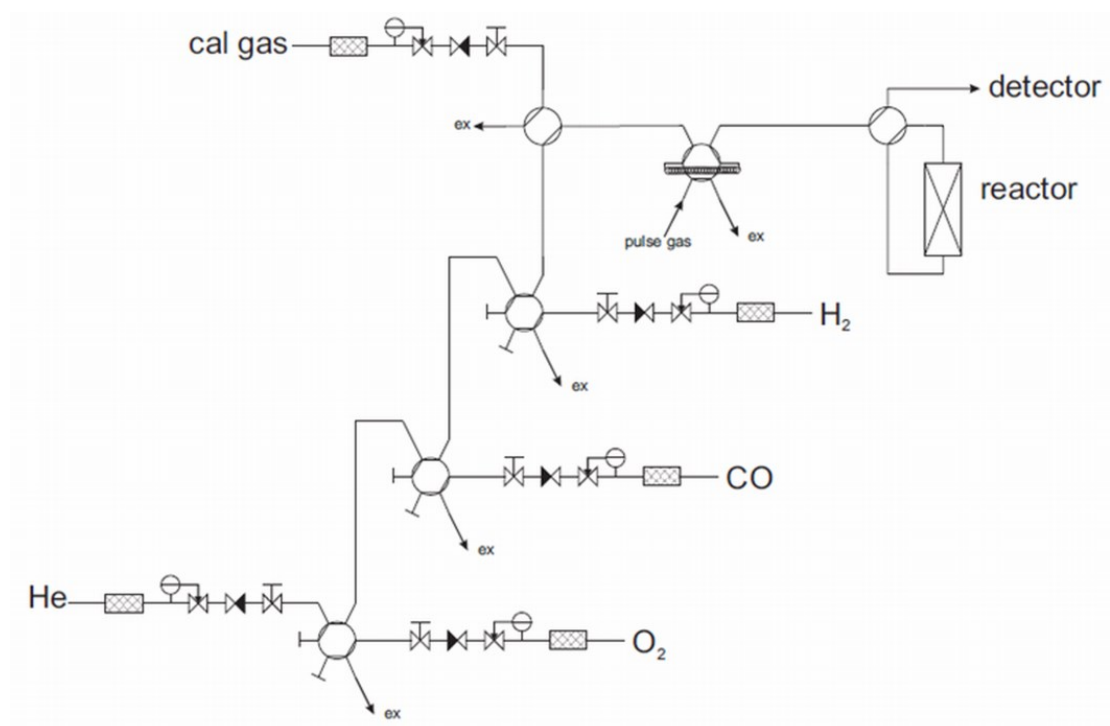 cal gas
detector
ex
reactor
pulse gas
ex
H₂
ex
CO
ex
He
O₂
ex